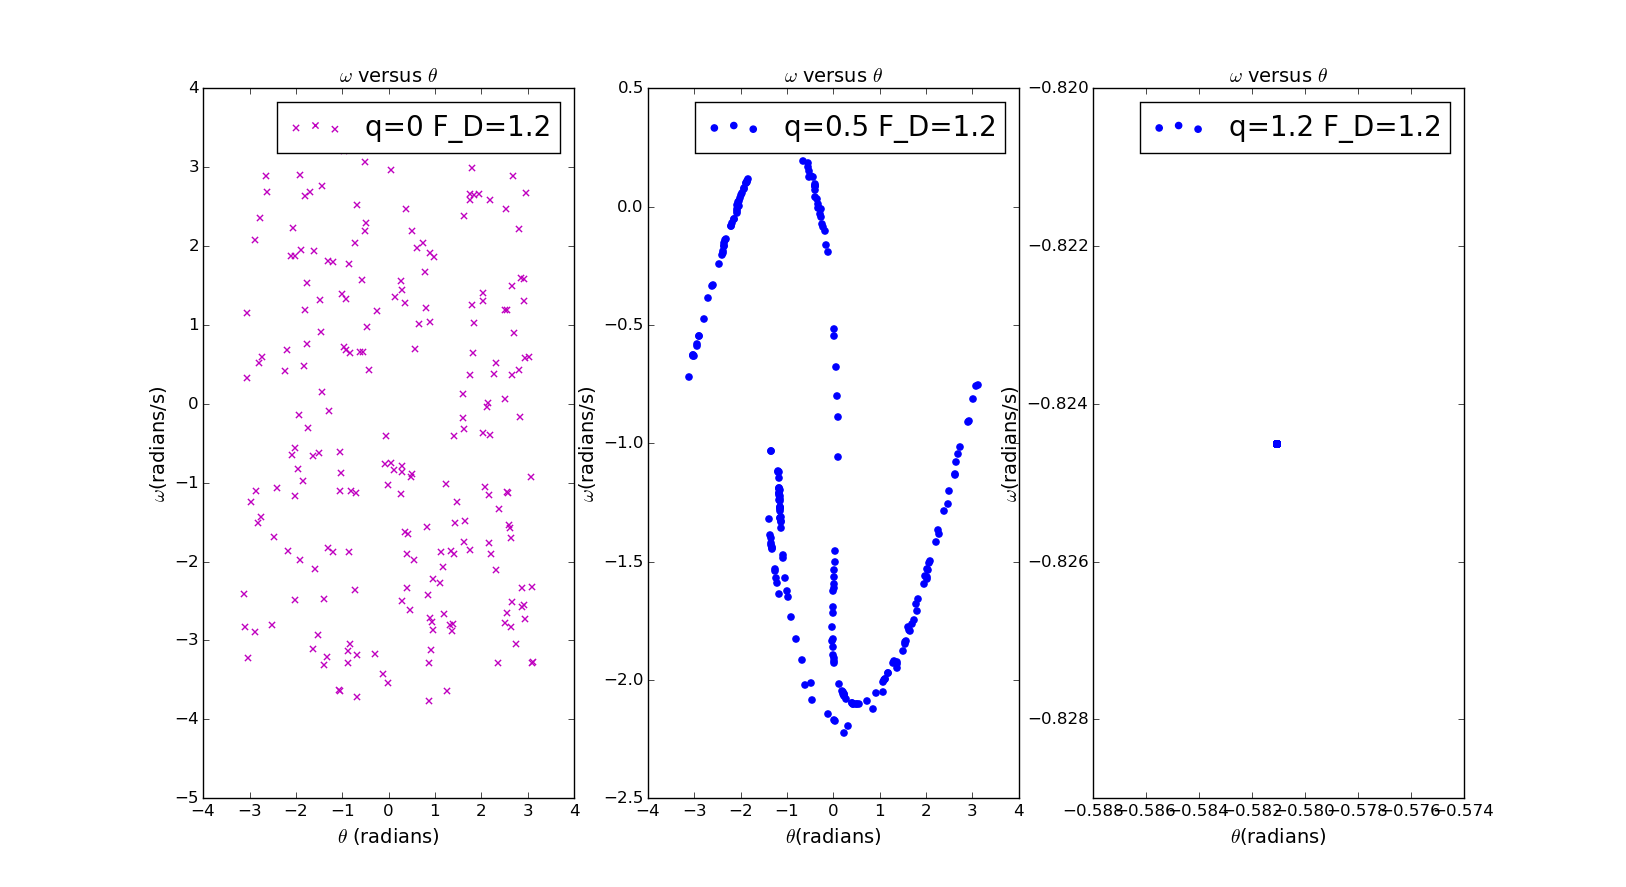 ω versus θ
q=0 F_D=1.2
4
3
2
1
0
−1
−2
−3
−4
−5
ω(radians/s)
−4 −3 −2 −1 0 1 2 3 4
θ (radians)
ω versus θ
q=0.5 F_D=1.2
0.5
0.0
−0.5
−1.0
−1.5
−2.0
−2.5
ω(radians/s)
−4 −3 −2 −1 0 1 2 3 4
θ(radians)
ω versus θ
q=1.2 F_D=1.2
−0.820
−0.822
−0.824
−0.826
−0.828
ω(radians/s)
−0.588 −0.586 −0.584 −0.582 −0.580 −0.578 −0.576 −0.574
θ(radians)